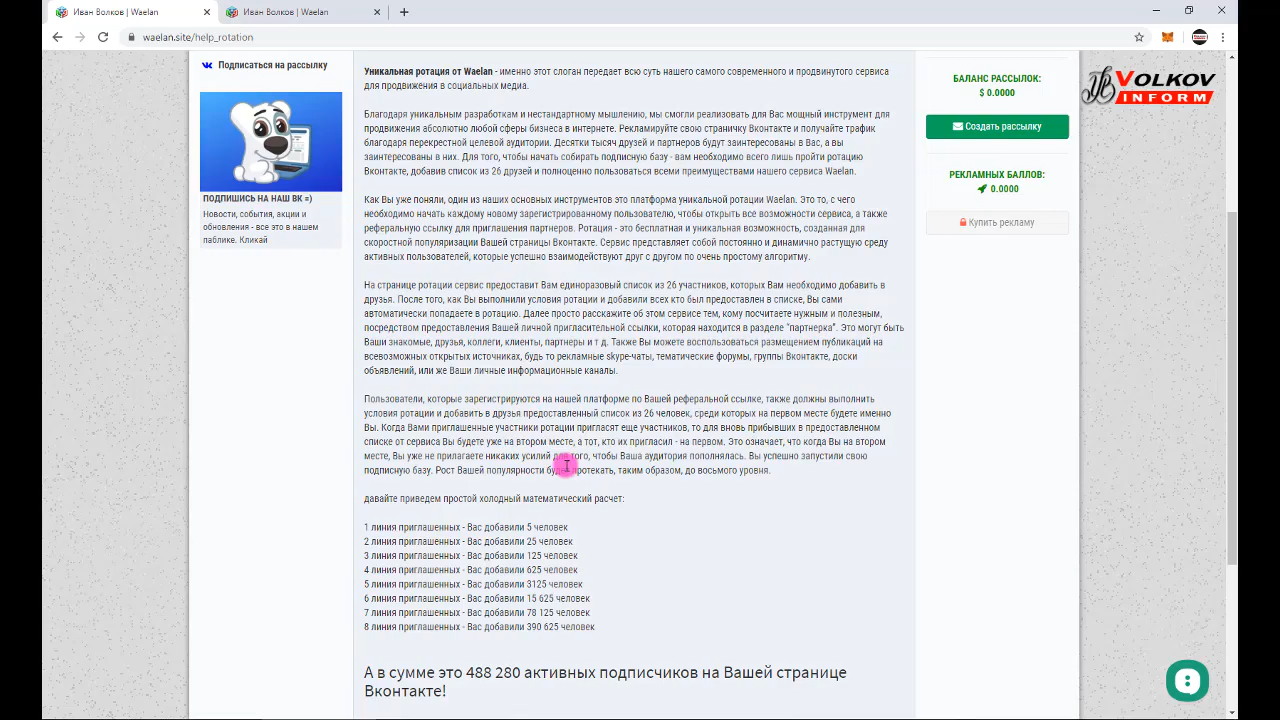 Иван Волков | Waelan
Иван Волков | Waelan
waelan.site/help_rotation
Подписаться на рассылку
ПОДПИШИСЬ НА НАШ ВК =)
Новости, события, акции и
обновления - все это в нашем
паблике. Кликай
Уникальная ротация от Waelan - именно этот слоган передает всю суть нашего самого современного и продвинутого сервиса
для продвижения в социальных медиа.
Благодаря уникальным разработкам и нестандартному мышлению, мы смогли реализовать для Вас мощный инструмент для
продвижения абсолютно любой сферы бизнеса в интернете. Рекламируйте свою страничку Вконтакте и получайте трафик
благодаря перекрестной целевой аудитории. Десятки тысяч друзей и партнеров будут заинтересованы в Вас, а вы
заинтересованы в них. Для того, чтобы начать собирать подписную базу - вам необходимо всего лишь пройти ротацию
Вконтакте, добавив список из 26 друзей и полноценно пользоваться всеми преимуществами нашего сервиса Waelan.
Как Вы уже поняли, один из наших основных инструментов это платформа уникальной ротации Waelan. Это то, с чего
необходимо начать каждому новому зарегистрированному пользователю, чтобы открыть все возможности сервиса, а также
реферальную ссылку для приглашения партнеров. Ротация - это бесплатная и уникальная возможность, созданная для
скоростной популяризации Вашей страницы Вконтакте. Сервис представляет собой постоянно и динамично растущую среду
активных пользователей, которые успешно взаимодействуют друг с другом по очень простому алгоритму.
На странице ротации сервис предоставит Вам единоразовый список из 26 участников, которых Вам необходимо добавить в
друзья. После того, как Вы выполнили условия ротации и добавили всех кто был предоставлен в списке, Вы сами
автоматически попадаете в ротацию. Далее просто расскажите об этом сервисе тем, кому посчитаете нужным и полезным,
посредством предоставления Вашей личной пригласительной ссылки, которая находится в разделе “партнерка”. Это могут быть
Ваши знакомые, друзья, коллеги, клиенты, партнеры и т д. Также Вы можете воспользоваться размещением публикаций на
всевозможных открытых источниках, будь то рекламные skype-чаты, тематические форумы, группы Вконтакте, доски
объявлений, или же Ваши личные информационные каналы.
Пользователи, которые зарегистрируются на нашей платформе по Вашей реферальной ссылке, также должны выполнить
условия ротации и добавить в друзья предоставленный список из 26 человек, среди которых на первом месте будете именно
Вы. Когда Вами приглашенные участники ротации пригласят еще участников, то для вновь прибывших в предоставленном
списке от сервиса Вы будете уже на втором месте, а тот, кто их пригласил - на первом. Это означает, что когда Вы на втором
месте, Вы уже не прилагаете никаких усилий для того, чтобы Ваша аудитория пополнялась. Вы успешно запустили свою
подписную базу. Рост Вашей популярности будет протекать, таким образом, до восьмого уровня.
давайте приведем простой холодный математический расчет:
1 линия приглашенных - Вас добавили 5 человек
2 линия приглашенных - Вас добавили 25 человек
3 линия приглашенных - Вас добавили 125 человек
4 линия приглашенных - Вас добавили 625 человек
5 линия приглашенных - Вас добавили 3125 человек
6 линия приглашенных - Вас добавили 15 625 человек
7 линия приглашенных - Вас добавили 78 125 человек
8 линия приглашенных - Вас добавили 390 625 человек
А в сумме это 488 280 активных подписчиков на Вашей странице
Вконтакте!
БАЛАНС РАССЫЛОК:
$ 0.0000
Создать рассылку
РЕКЛАМНЫХ БАЛЛОВ:
0.0000
Купить рекламу
VOLKOV
INFORM